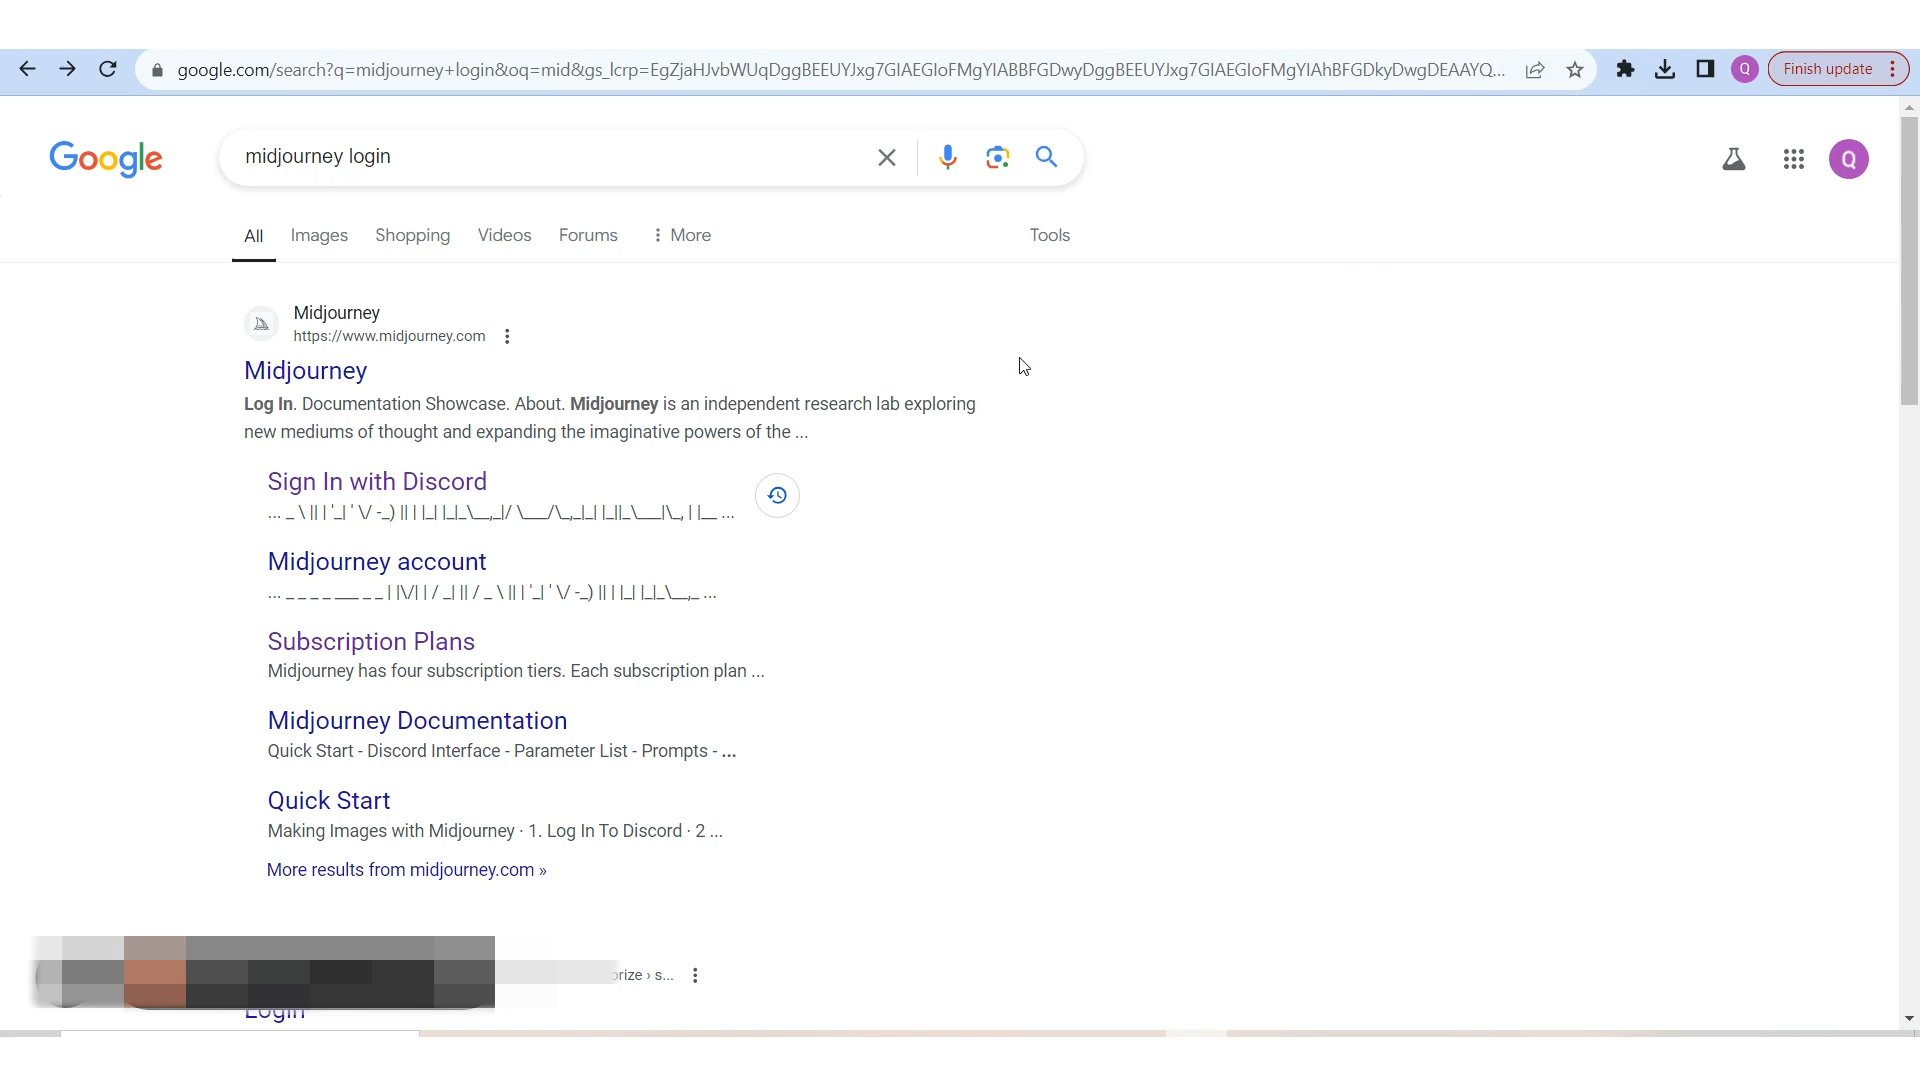 google.com/search?q=midjourney+login&oq=mid&gs_lcrp=EgZjaHJvbWUqDggBEEUYJxg7GIAEGIoFMgYIABBFGDwyDggBEEUYJxg7GIAEGIoFMgYIAhBFGDkyDwgDEAAYQ...
Q
Finish update
Google
midjourney login
Q
All
Images
Shopping
Videos
Forums
More
Tools
Midjourney
https://www.midjourney.com
Midjourney
Log In. Documentation Showcase. About. Midjourney is an independent research lab exploring
new mediums of thought and expanding the imaginative powers of the ...
Sign In with Discord
Midjourney account
Subscription Plans
Midjourney has four subscription tiers. Each subscription plan ...
Midjourney Documentation
Quick Start - Discord Interface - Parameter List - Prompts - ...
Quick Start
Making Images with Midjourney · 1. Log In To Discord · 2 ...
More results from midjourney.com »
orize › s...
Login